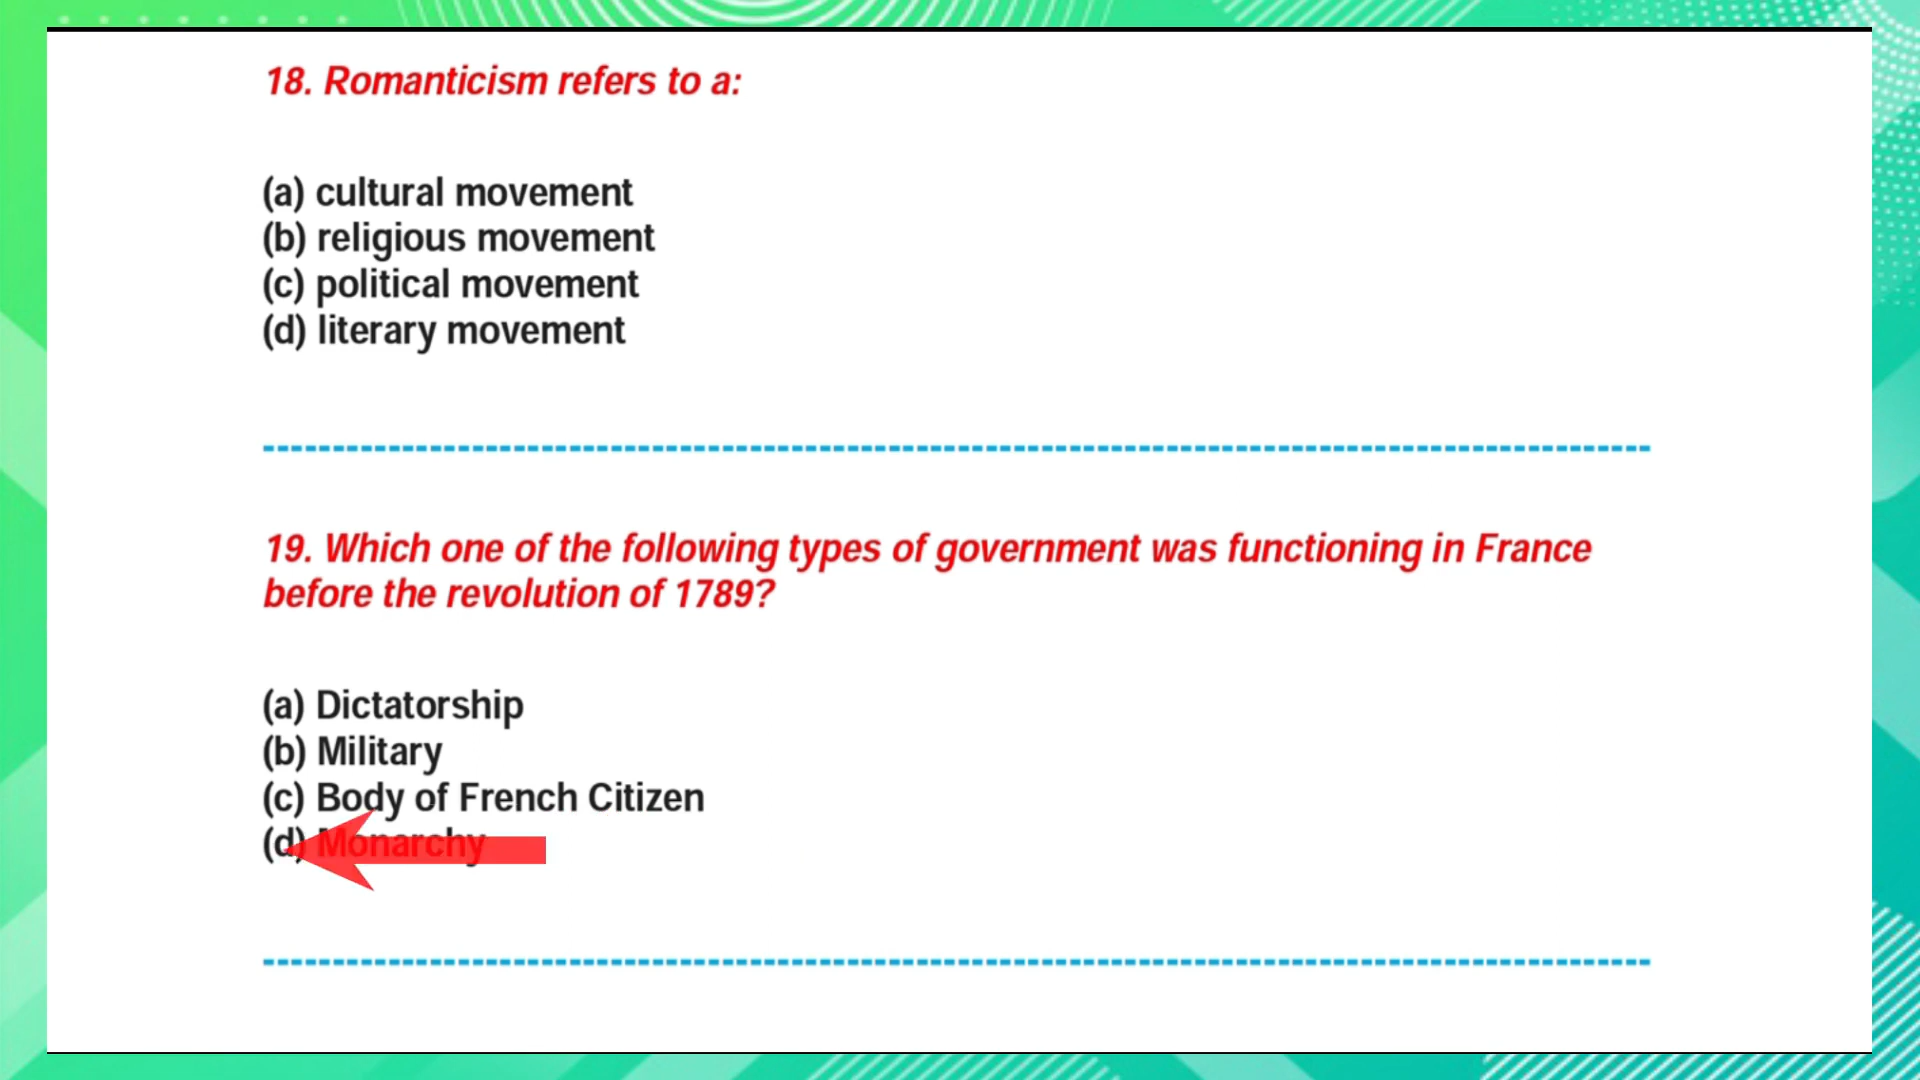 18. Romanticism refers to a:
(a) cultural movement
(b) religious movement
(c) political movement
(d) literary movement
19. Which one of the following types of government was functioning in France
before the revolution of 1789?
(a) Dictatorship
(b) Military
(c) Body of French Citizen
(d) Monarchy